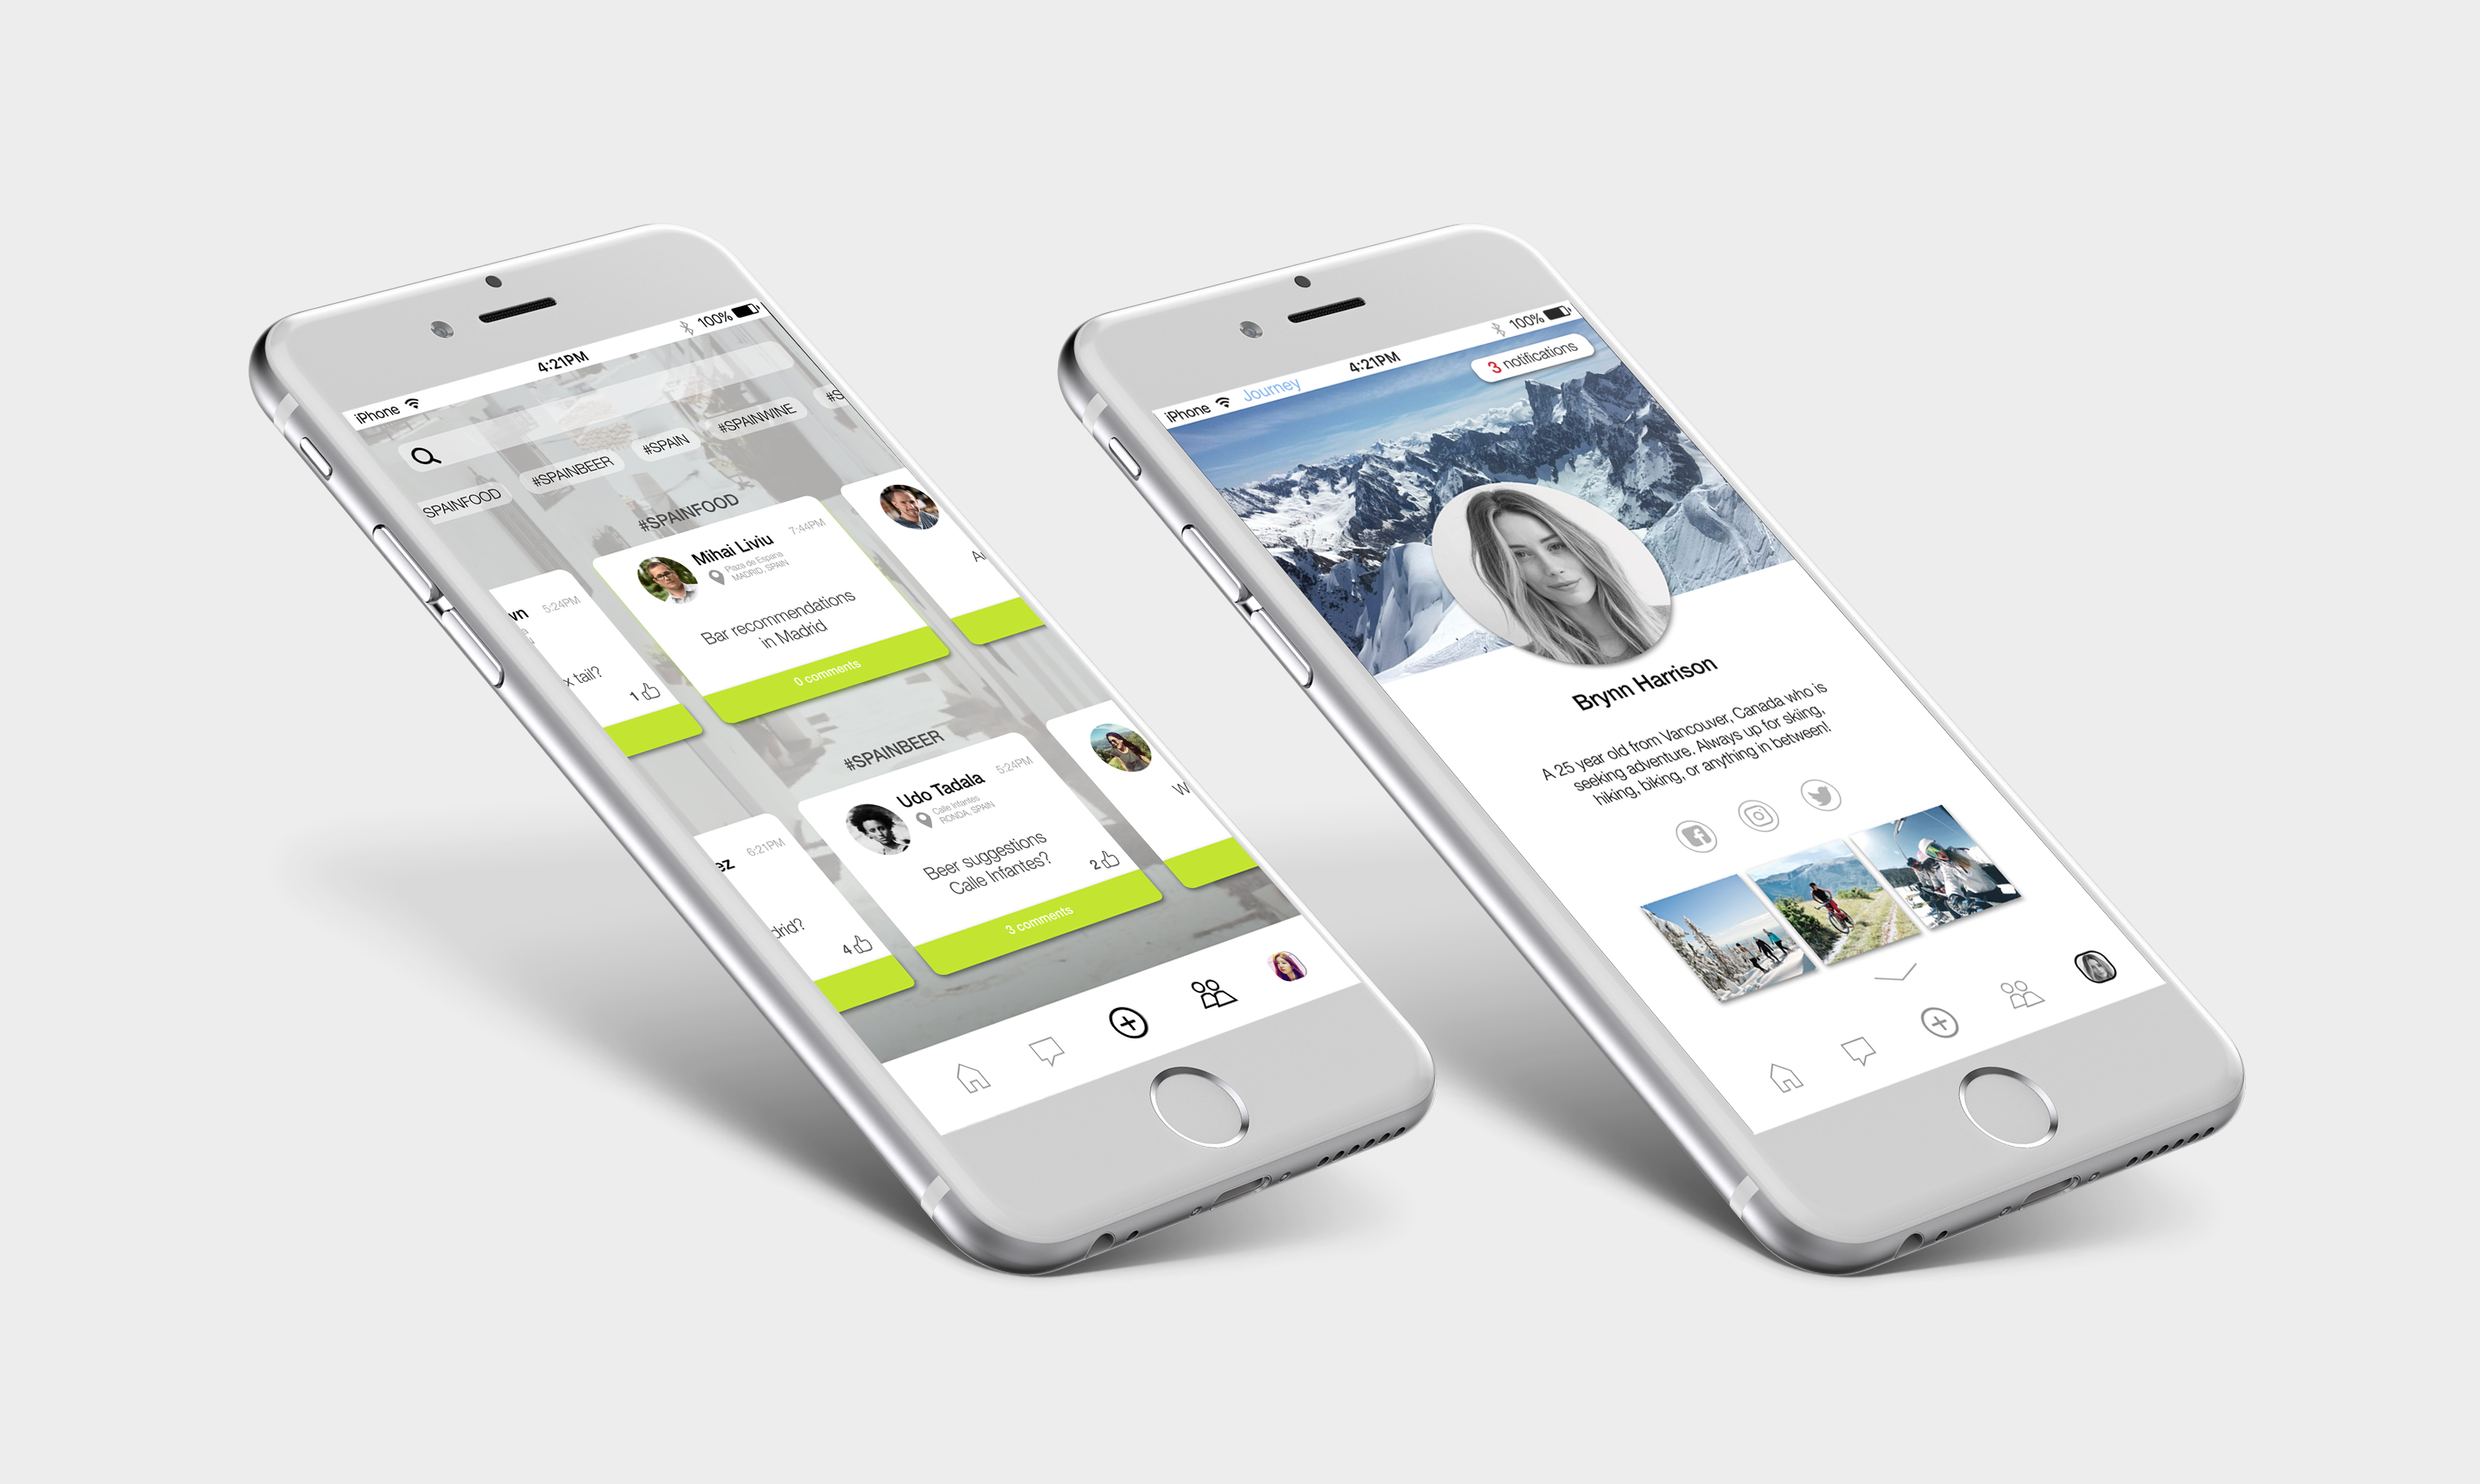 iPhone
4:21PM
100%
SPAINFOOD
#SPAINBEER
#SPAIN
#SPAINWINE
#S
#SPAINFOOD
wn
5:24PM
x tail?
1
Mihai Liviu
7:44PM
Plaza de Espana
MADRID, SPAIN
Bar recommendations
in Madrid
0 comments
#SPAINBEER
ez
6:21PM
drid?
4
Udo Tadala
5:24PM
Calle Infantes
RONDA, SPAIN
Beer suggestions
Calle Infantes?
2
3 comments
W
iPhone
Journey
4:21PM
100%
3 notifications
Brynn Harrison
A 25 year old from Vancouver, Canada who is
seeking adventure. Always up for skiing,
hiking, biking, or anything in between!